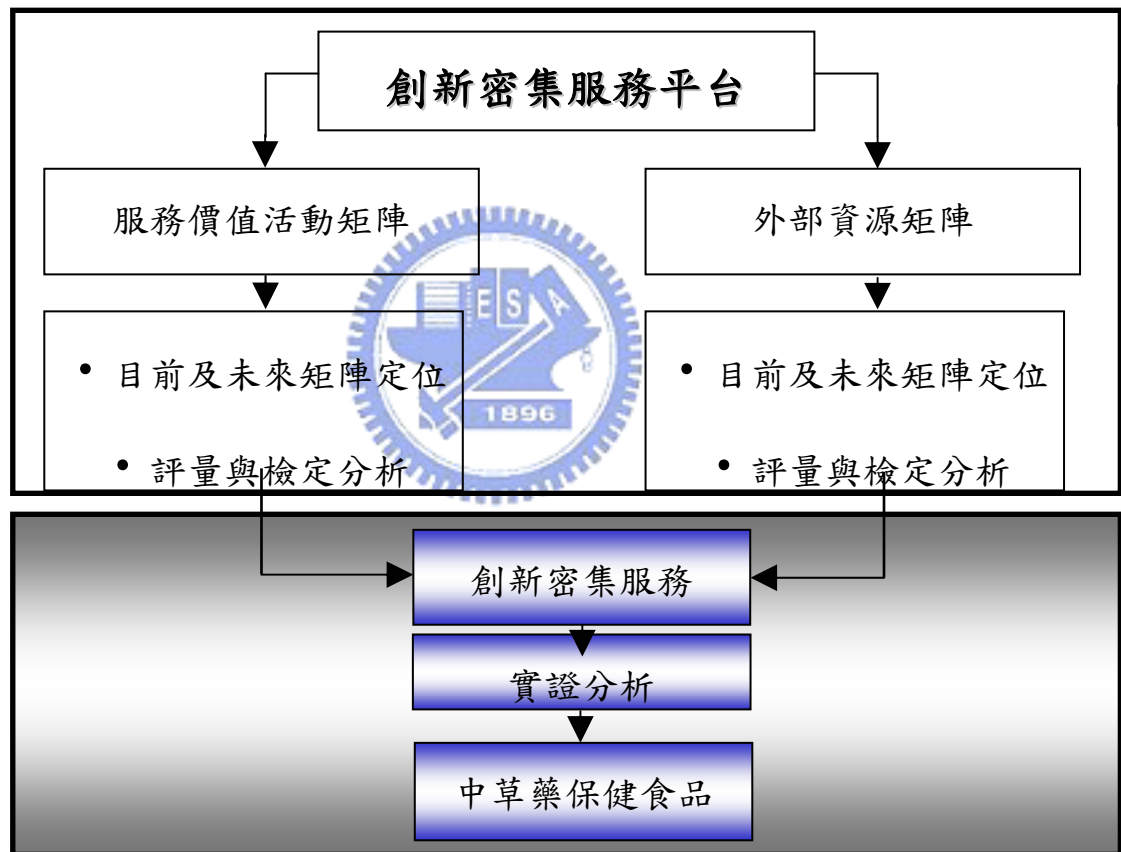 創新密集服務平台
服務價值活動矩陣
外部資源矩陣
E S A
1896
• 目前及未來矩陣定位
• 評量與檢定分析
• 目前及未來矩陣定位
• 評量與檢定分析
創新密集服務
實證分析
中草藥保健食品